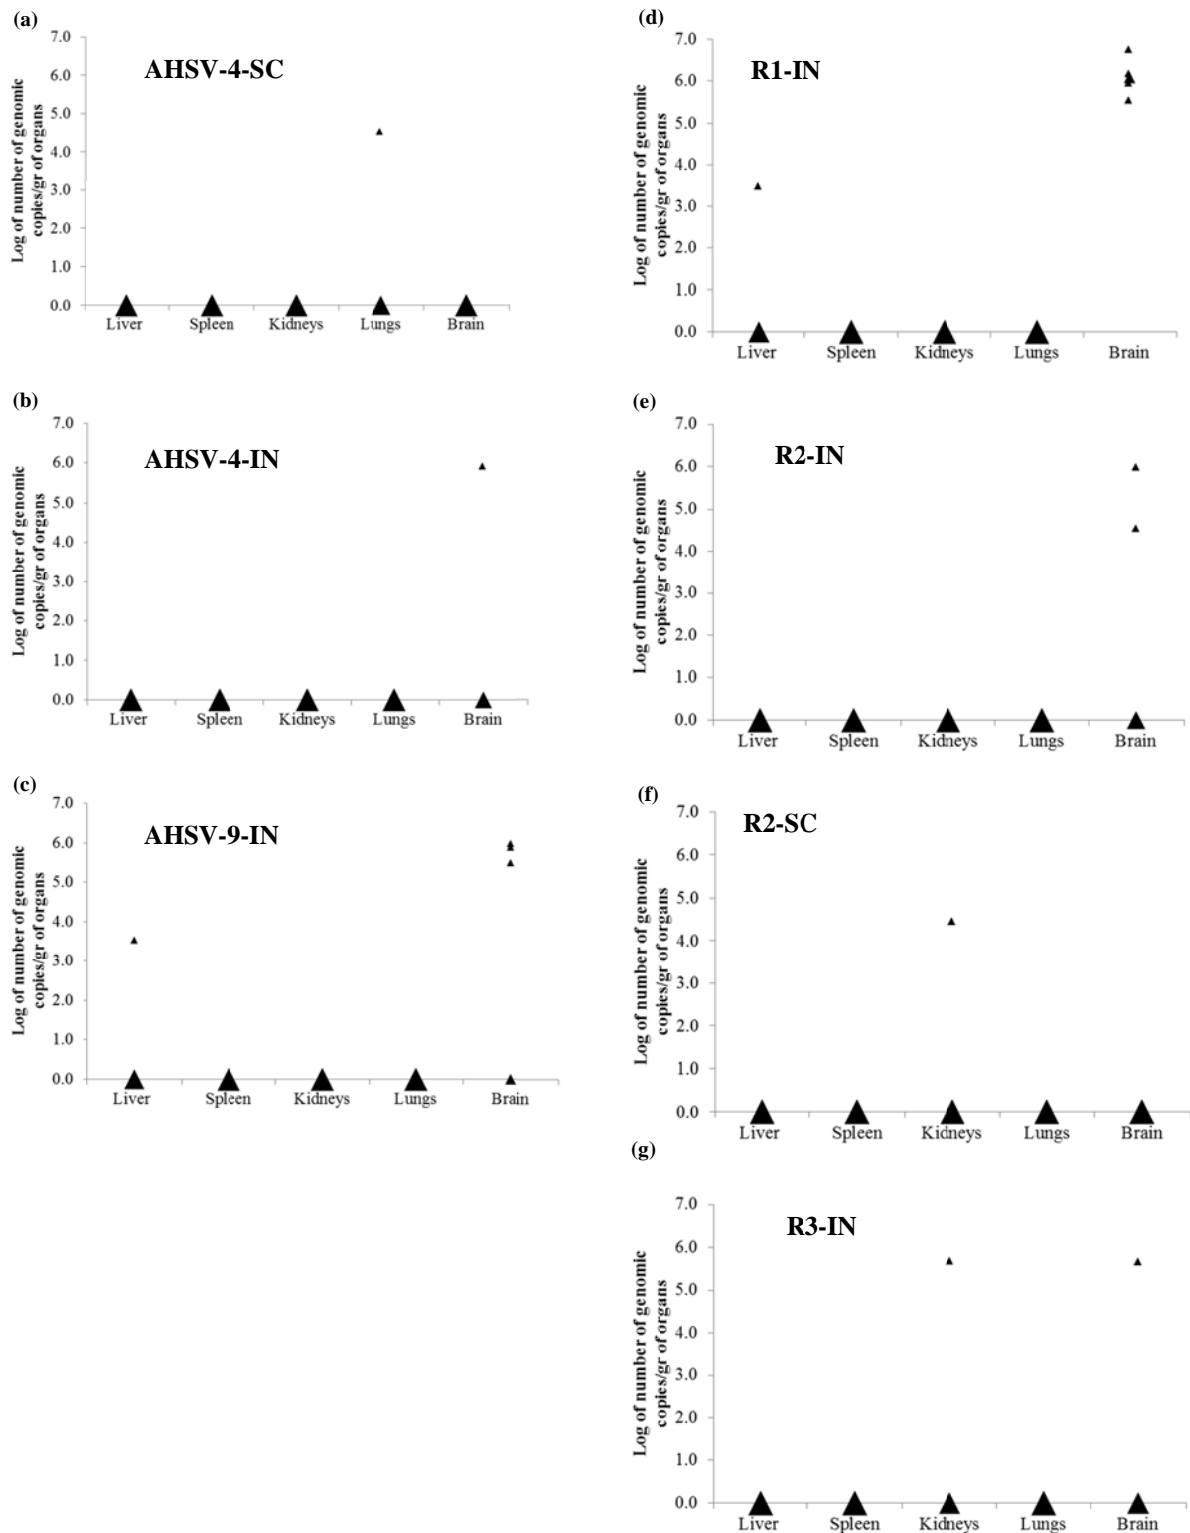 (a)
AHSV-4-SC
Log of number of genomic
copies/gr of organs
7.0
6.0
5.0
4.0
3.0
2.0
1.0
0.0
Liver Spleen Kidneys Lungs Brain
(b)
AHSV-4-IN
Log of number of genomic
copies/gr of organs
7.0
6.0
5.0
4.0
3.0
2.0
1.0
0.0
Liver Spleen Kidneys Lungs Brain
(c)
AHSV-9-IN
Log of number of genomic
copies/gr of organs
7.0
6.0
5.0
4.0
3.0
2.0
1.0
0.0
Liver Spleen Kidneys Lungs Brain
(d)
R1-IN
Log of number of genomic
copies/gr of organs
7.0
6.0
5.0
4.0
3.0
2.0
1.0
0.0
Liver Spleen Kidneys Lungs Brain
(e)
R2-IN
Log of number of genomic
copies/gr of organs
7.0
6.0
5.0
4.0
3.0
2.0
1.0
0.0
Liver Spleen Kidneys Lungs Brain
(f)
R2-SC
Log of number of genomic
copies/gr of organs
7.0
6.0
5.0
4.0
3.0
2.0
1.0
0.0
Liver Spleen Kidneys Lungs Brain
(g)
R3-IN
Log of number of genomic
copies/gr of organs
7.0
6.0
5.0
4.0
3.0
2.0
1.0
0.0
Liver Spleen Kidneys Lungs Brain